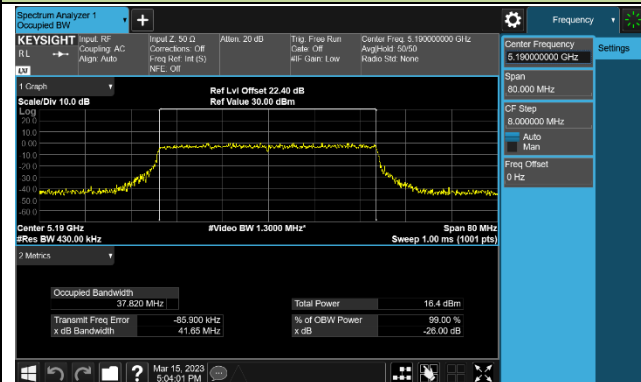 Spectrum Analyzer 1
Occupied BW
+
Frequency
KEYSIGHT
RL
LXI
Input: RF
Coupling: AC
Align: Auto
Input Z: 50 Ω
Corrections: Off
Freq Ref: Int (S)
NFE: Off
Atten: 20 dB
Trig: Free Run
Gate: Off
#IF Gain: Low
Center Freq: 5.190000000 GHz
Avg|Hold: 50/50
Radio Std: None
Center Frequency
5.190000000 GHz
Settings
Span
80.000 MHz
CF Step
8.000000 MHz
Auto
Man
Freq Offset
0 Hz
1 Graph
Scale/Div 10.0 dB
Ref Lvl Offset 22.40 dB
Ref Value 30.00 dBm
Log
20.0
10.0
0.00
-10.0
-20.0
-30.0
-40.0
-50.0
-60.0
Center 5.19 GHz
#Res BW 430.00 kHz
#Video BW 1.3000 MHz*
Span 80 MHz
Sweep 1.00 ms (1001 pts)
2 Metrics
Occupied Bandwidth
37.820 MHz
Total Power 16.4 dBm
Transmit Freq Error -85.900 kHz
% of OBW Power 99.00 %
x dB Bandwidth 41.65 MHz
x dB -26.00 dB
?
Mar 15, 2023
5:04:01 PM